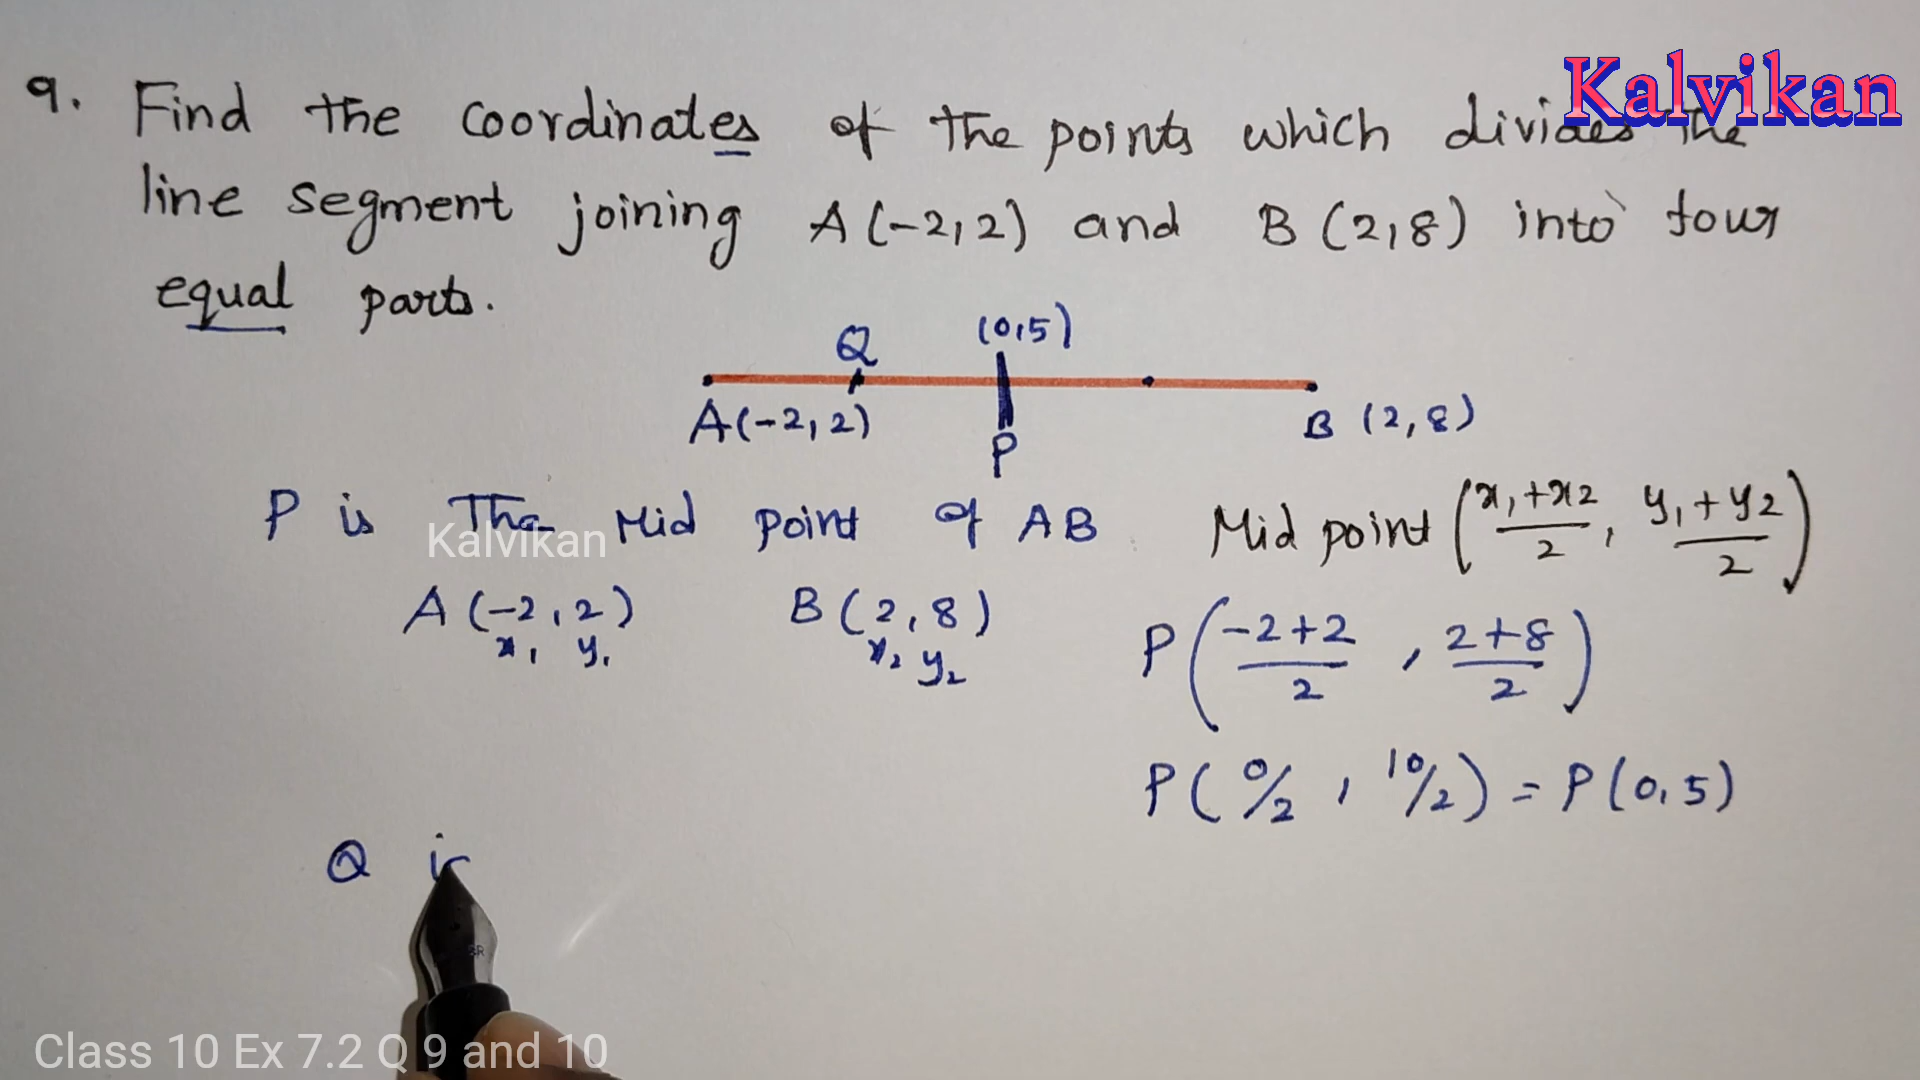 Kalvikan
9. Find the coordinates of the points which divides the
line segment joining A(-2,2) and B(2,8) into four
equal parts.
Q (0,5)
A(-2,2) P B (2,8)
P is The Mid point of AB Mid point (x₁+x₂/2, y₁+y₂/2)
Kalvikan
A(-2,2) B(2,8)
x₁ y₁ x₂ y₂
P(-2+2/2, 2+8/2)
P(0/2, 10/2) = P(0,5)
Q is
SR
Class 10 Ex 7.2 Q 9 and 10